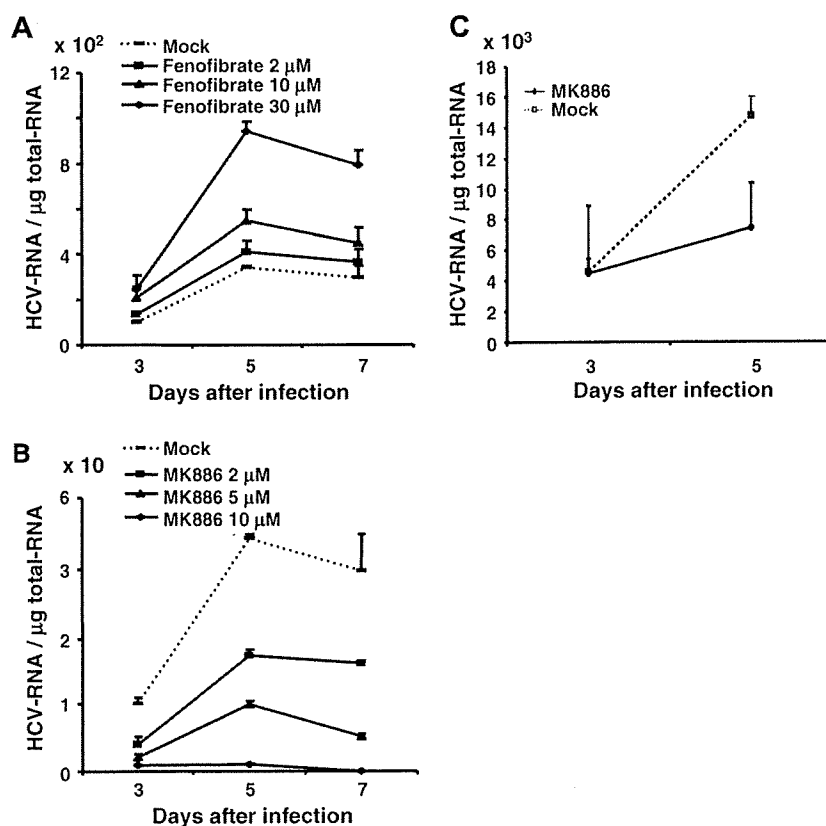 A
x 10²
Mock
Fenofibrate 2 µM
Fenofibrate 10 µM
Fenofibrate 30 µM
12
8
4
0
HCV-RNA / µg total-RNA
3 5 7
Days after infection
C
x 10³
MK886
Mock
18
16
14
12
10
8
6
4
2
0
HCV-RNA / µg total-RNA
3 5
Days after infection
B
x 10
Mock
MK886 2 µM
MK886 5 µM
MK886 10 µM
6
3
2
1
0
HCV-RNA / µg total-RNA
3 5 7
Days after infection